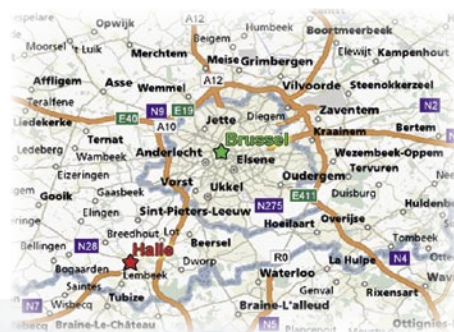 Opwijk
A12
Humbeek
Boortmeerbeek
Moorsel
't Luik
Beigem
Elewijt
Kampenhout
Merchtem
Meise
Grimbergen
Affligem
Asse
Wemmel
A12
Vilvoorde
Steenokkerzeel
Teralfene
N9
E19
Jette
Diegem
Zaventem
N2
Liedekerke
E40
A10
Brussel
Kraainem
Bertem
Ternat
Ledeberg
Wambeek
Anderlecht
Elsene
Wezembeek-Oppem
Eizeringen
Vorst
Oudergem
Tervuren
Gooik
Gaasbeek
Ukkel
E411
Duisburg
Elingen
Sint-Pieters-Leeuw
N275
Overijse
Huldenb
Breedhout
Lot
Hoeilaart
Bellingen
N28
Halle
Beersel
Tombeek
N4
Bogaarden
Lembeek
Dworp
R0
La Hulpe
Saintes
Waterloo
Wisbecq
Tubize
Genval
Rixensart
N7
Braine-L'alleud
Braine-Le-Château
N5
Ottignies